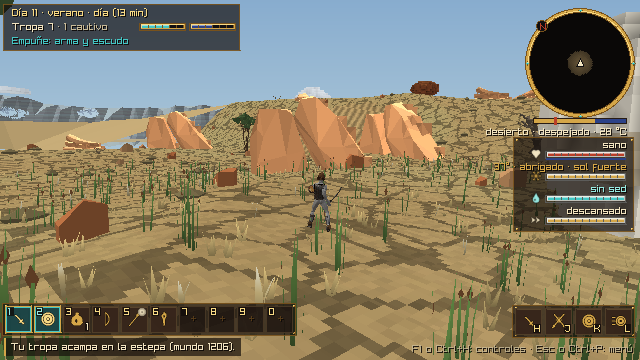 Día 11 · verano · día (13 min)
Tropa 7 · 1 cautivo
Empuñe: arma y escudo
N
desierto · despejado · 28 °C
sano
37° abrigado · sol fuerte
sin sed
descansado
1 2 3 4 5 6 7 8 9 0
1
H J K L
Tu tropa acampa en la estepa (mundo 1206).
F1 o Ctrl+H: controles · Esc o Ctrl+P: menú